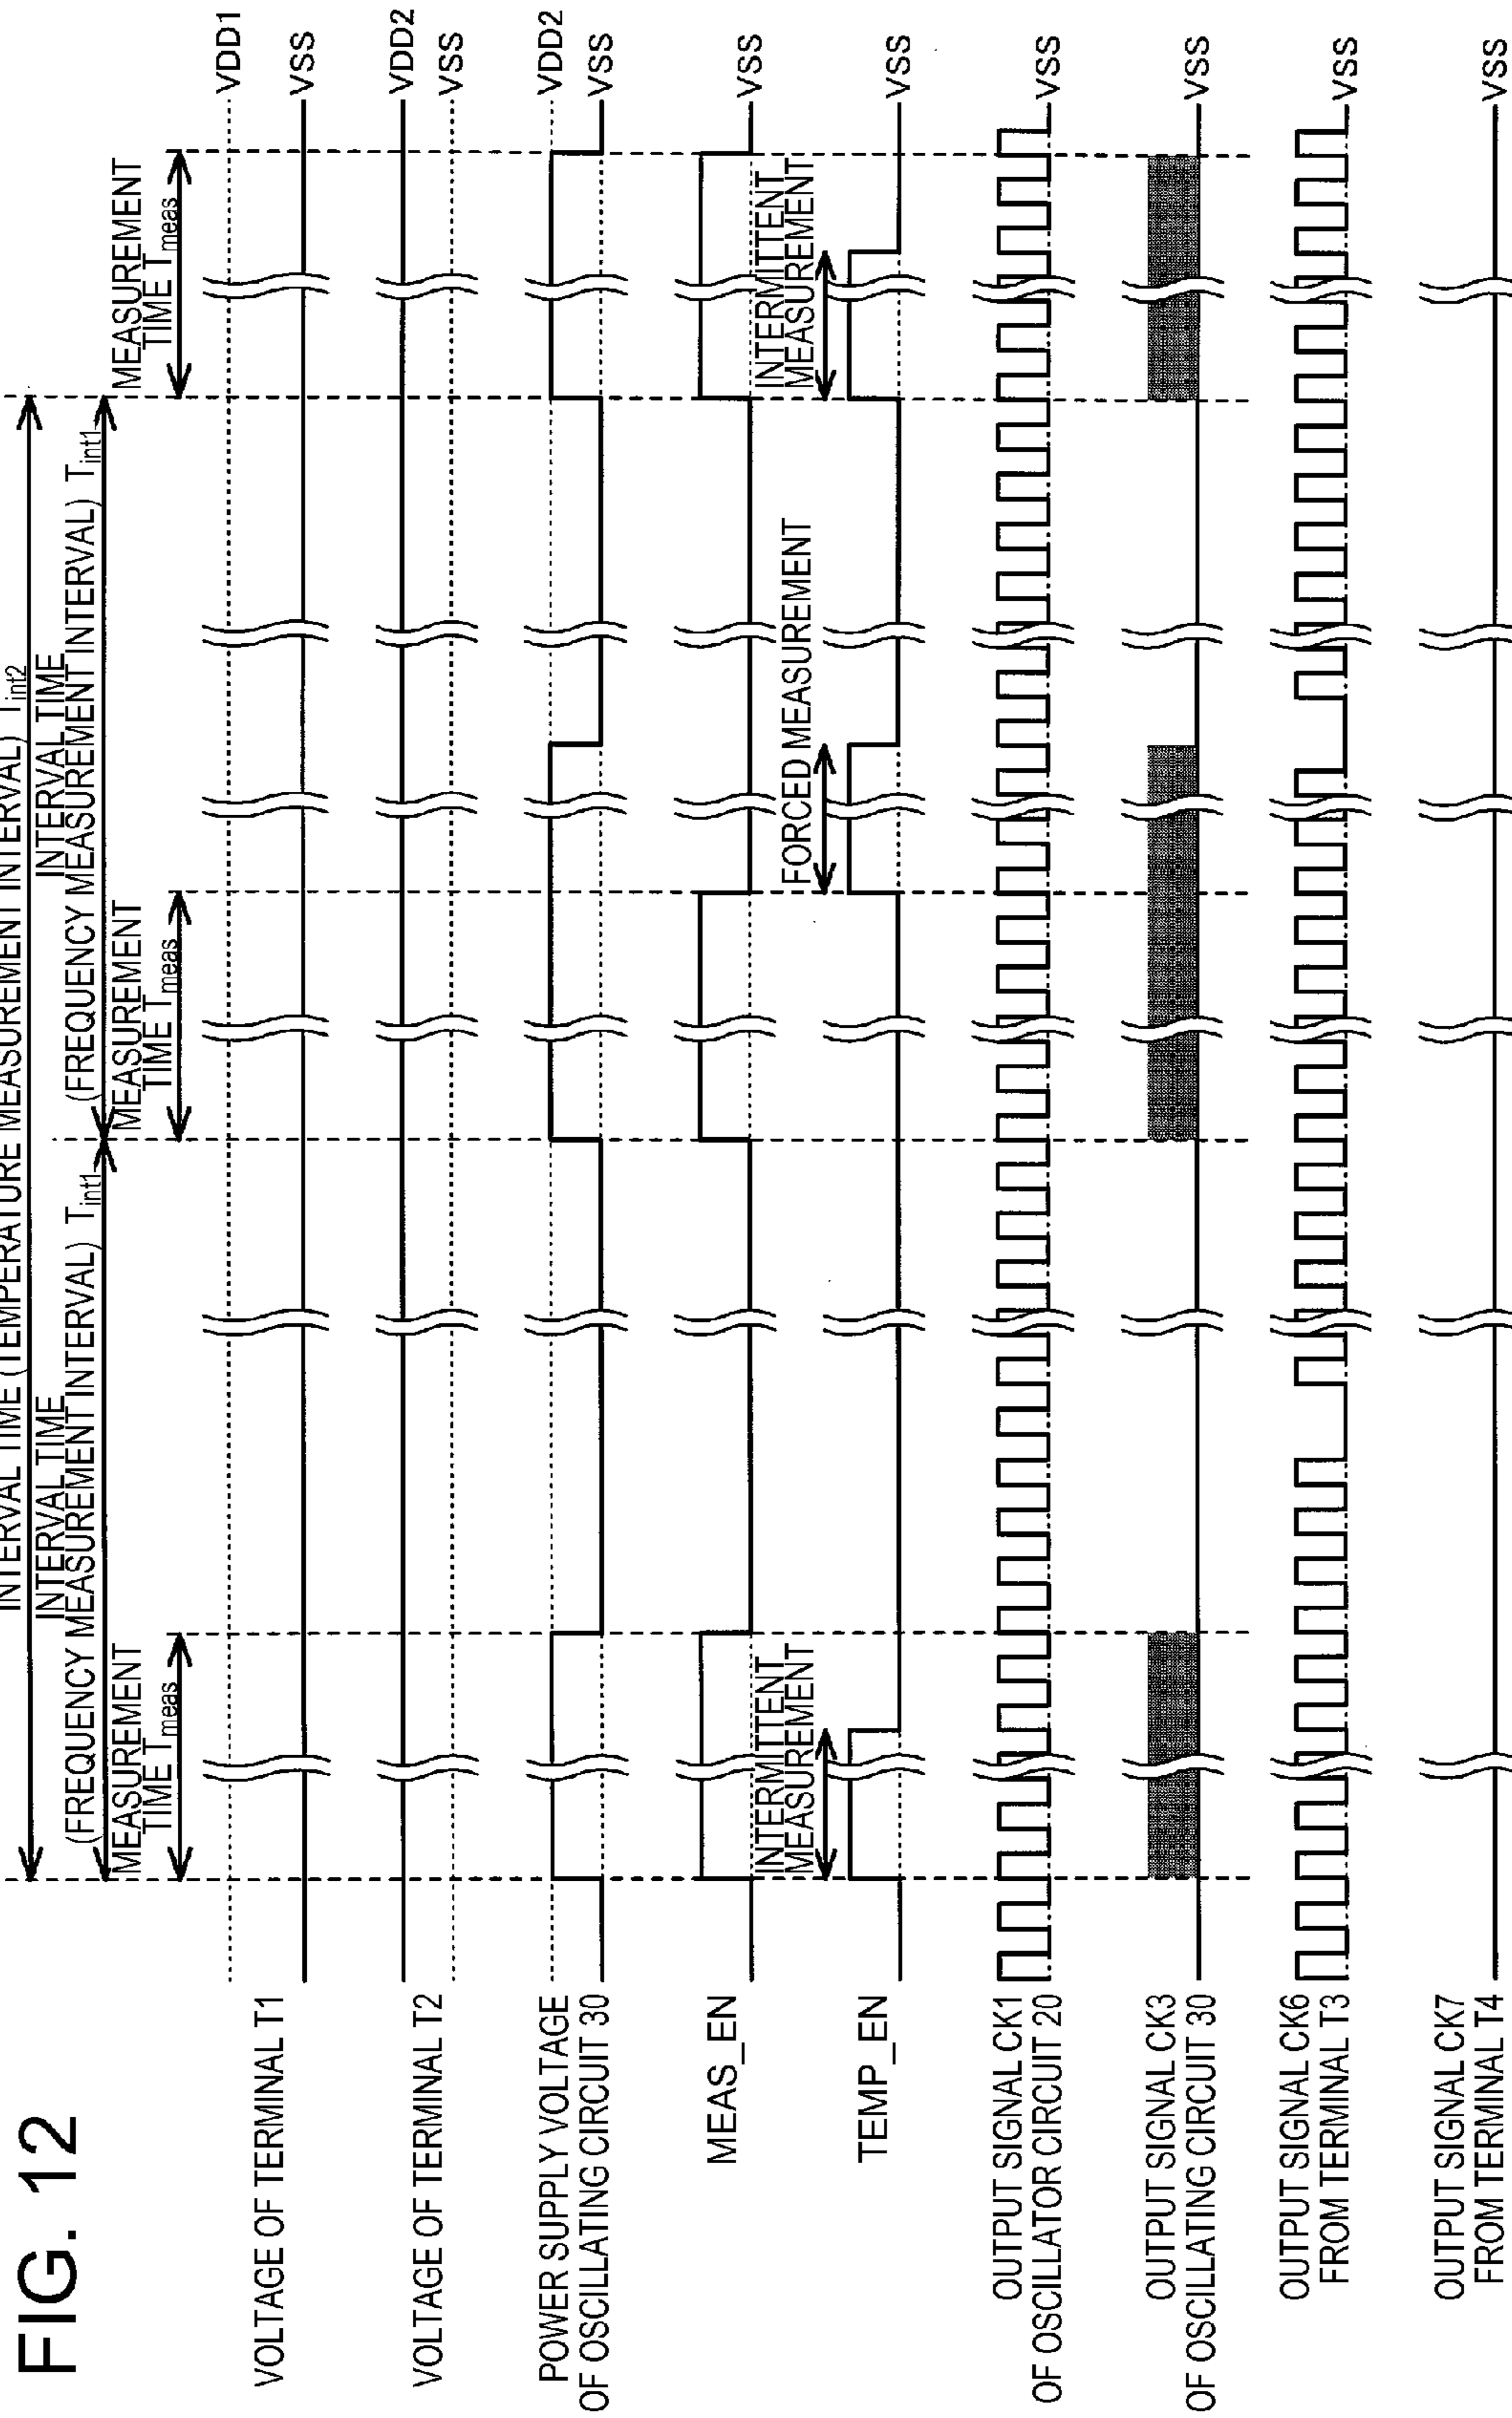 FIG. 12
INTERVAL TIME (TEMPERATURE MEASUREMENT INTERVAL) Tint2
INTERVAL TIME
(FREQUENCY MEASUREMENT INTERVAL) Tint1
INTERVAL TIME
(FREQUENCY MEASUREMENT INTERVAL) Tint1
MEASUREMENT
TIME Tmeas
MEASUREMENT
TIME Tmeas
MEASUREMENT
TIME Tmeas
VOLTAGE OF TERMINAL T1
VDD1
VSS
VOLTAGE OF TERMINAL T2
VDD2
VSS
POWER SUPPLY VOLTAGE
OF OSCILLATING CIRCUIT 30
VDD2
VSS
MEAS_EN
VSS
INTERMITTENT
MEASUREMENT
FORCED MEASUREMENT
INTERMITTENT
MEASUREMENT
TEMP_EN
VSS
OUTPUT SIGNAL CK1
OF OSCILLATOR CIRCUIT 20
VSS
OUTPUT SIGNAL CK3
OF OSCILLATING CIRCUIT 30
VSS
OUTPUT SIGNAL CK6
FROM TERMINAL T3
VSS
OUTPUT SIGNAL CK7
FROM TERMINAL T4
VSS